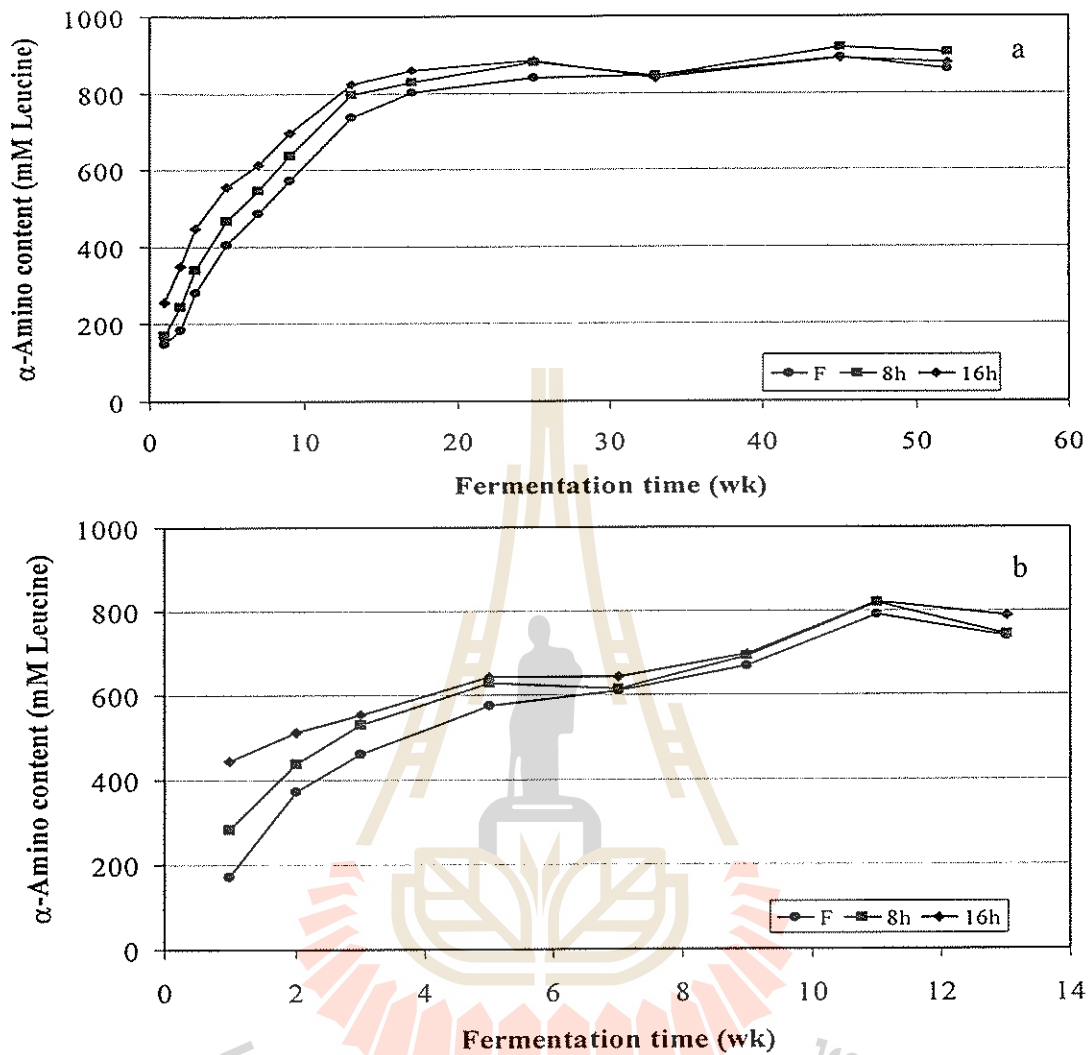 1000
800
600
400
200
0
α-Amino content (mM Leucine)
a
F 8h 16h
0 10 20 30 40 50 60
Fermentation time (wk)
1000
800
600
400
200
0
α-Amino content (mM Leucine)
b
F 8h 16h
0 2 4 6 8 10 12 14
Fermentation time (wk)